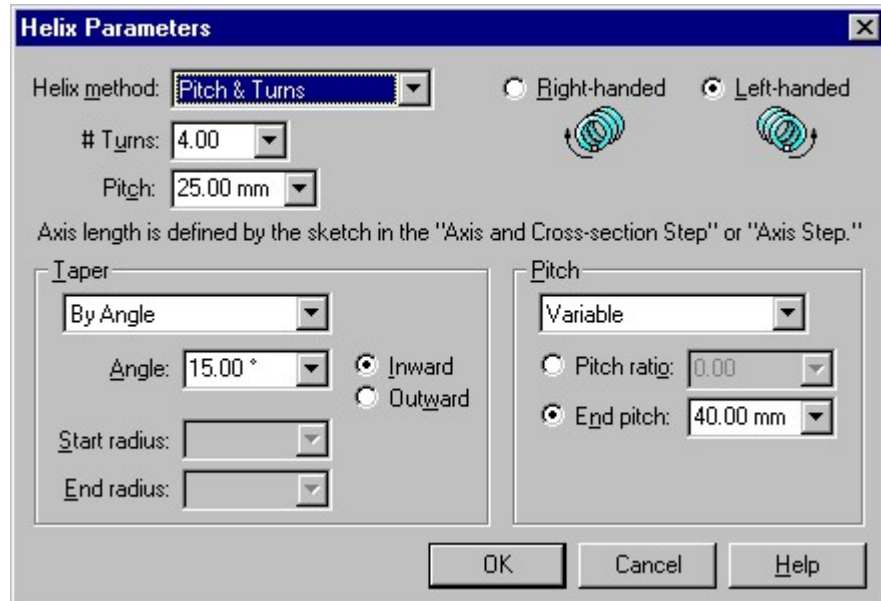 Helix Parameters
Helix method: Pitch & Turns
Right-handed
Left-handed
# Turns: 4.00
Pitch: 25.00 mm
Axis length is defined by the sketch in the "Axis and Cross-section Step" or "Axis Step."
Taper
By Angle
Angle: 15.00 °
Inward
Outward
Start radius:
End radius:
Pitch
Variable
Pitch ratio: 0.00
End pitch: 40.00 mm
OK
Cancel
Help